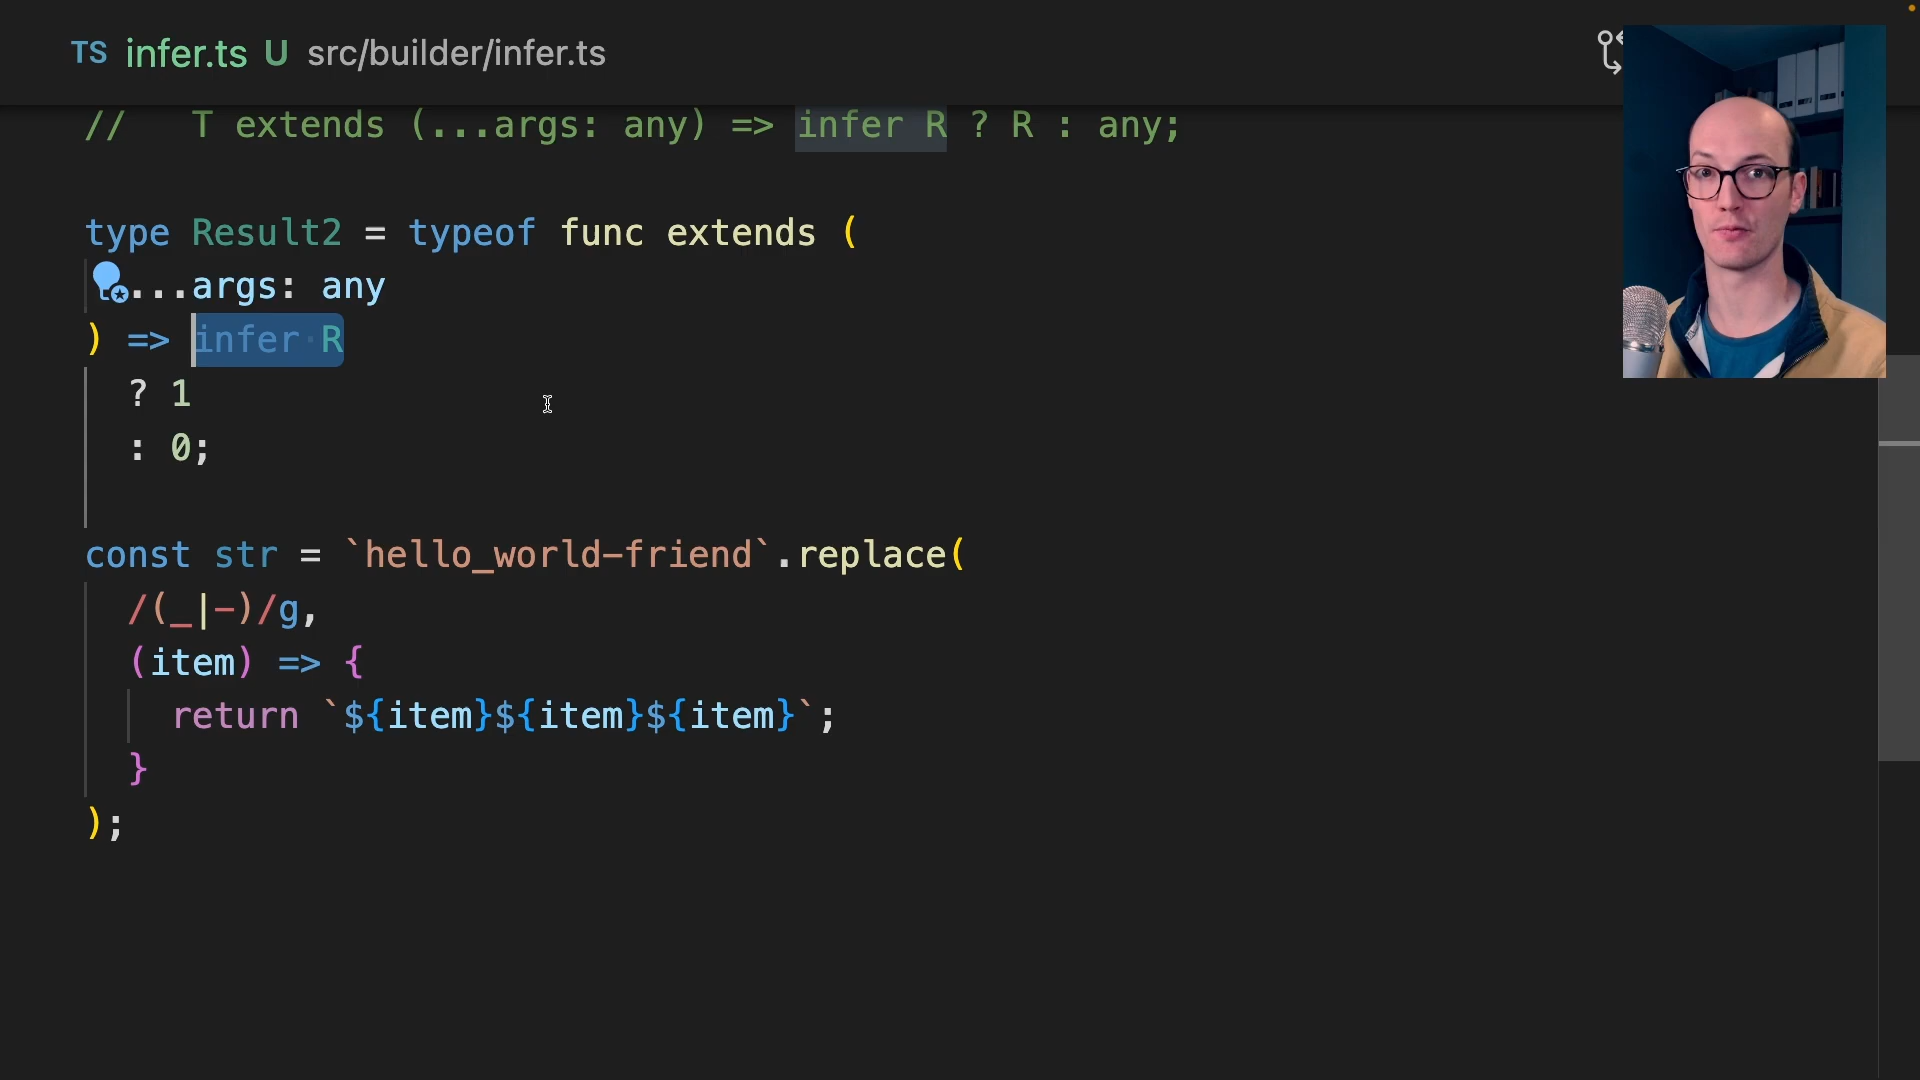 TS infer.ts U src/builder/infer.ts
//   T extends (...args: any) => infer R ? R : any;
type Result2 = typeof func extends (
...args: any
) => infer R
  ? 1
  : 0;
const str = `hello_world-friend`.replace(
  /(_|-)/g,
  (item) => {
    return `${item}${item}${item}`;
  }
);